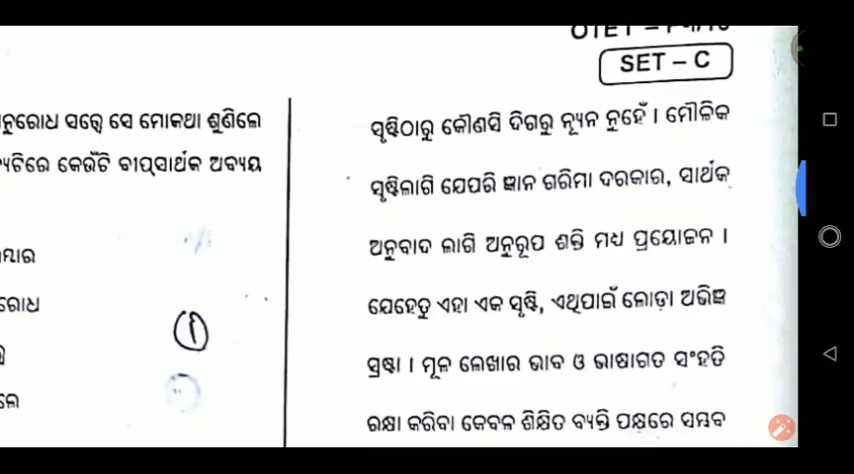 SET – C
ସତ୍ତ୍ୱେ ସେ ମୋକଥା ଶୁଣିଲେ
କେଉଁଟି ବୀପ୍ସାର୍ଥକ ଅବ୍ୟୟ
୧
ସୃଷ୍ଟିଠାରୁ କୌଣସି ଦିଗରୁ ନ୍ୟୂନ ନୁହେଁ । ମୌଳିକ
ସୃଷ୍ଟିଲାଗି ଯେପରି ଜ୍ଞାନ ଗରିମା ଦରକାର, ସାର୍ଥକ
ଅନୁବାଦ ଲାଗି ଅନୁରୂପ ଶକ୍ତି ମଧ୍ୟ ପ୍ରୟୋଜନ ।
ଯେହେତୁ ଏହା ଏକ ସୃଷ୍ଟି, ଏଥିପାଇଁ ଲୋଡ଼ା ଅଭିଜ୍ଞ
ସ୍ରଷ୍ଟା । ମୂଳ ଲେଖାର ଭାବ ଓ ଭାଷାଗତ ସଂହତି
ରକ୍ଷା କରିବା କେବଳ ଶିକ୍ଷିତ ବ୍ୟକ୍ତି ପକ୍ଷରେ ସମ୍ଭବ